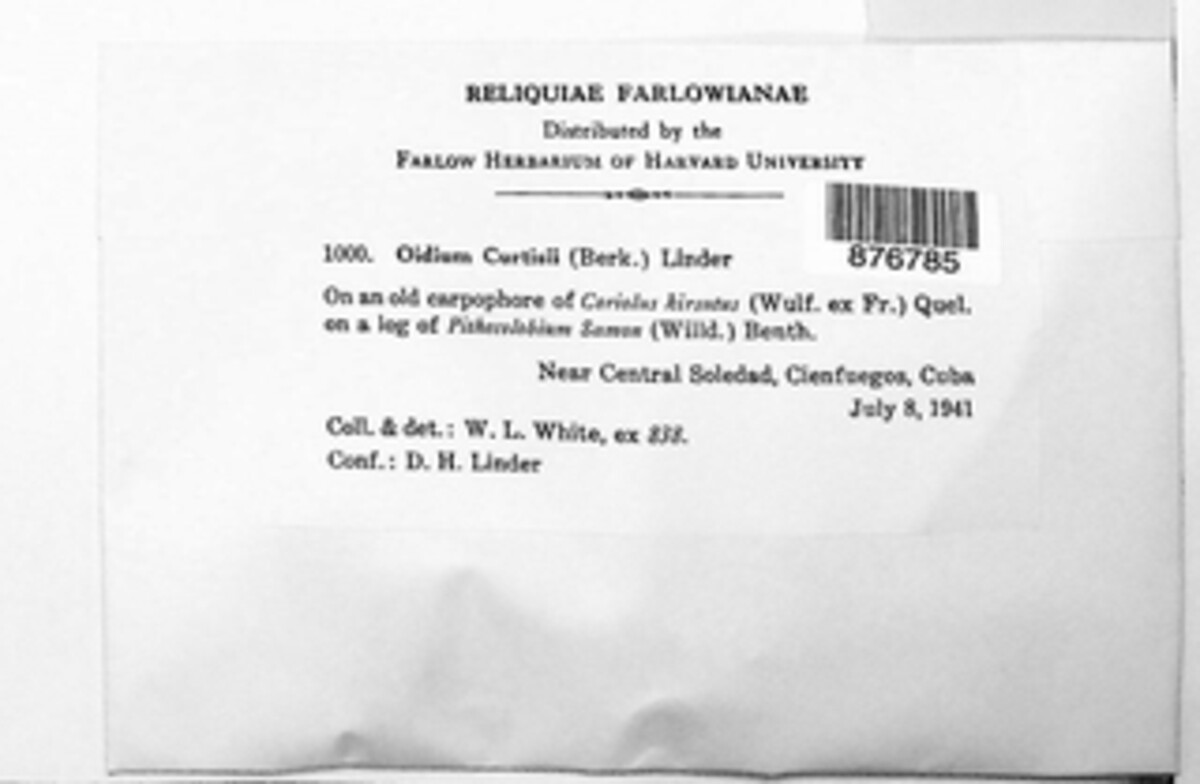 RELIQUIAE FARLOWIANAE
Distributed by the
FARLOW HERBARIUM OF HARVARD UNIVERSITY
876785
1000. Oidium Curtisii (Berk.) Linder
On an old carpophore of Coriolus hirsutus (Wulf. ex Fr.) Quel.
on a log of Pithecolobium Saman (Willd.) Benth.
Near Central Soledad, Cienfuegos, Cuba
July 8, 1941
Coll. & det.: W. L. White, ex 838.
Conf.: D. H. Linder